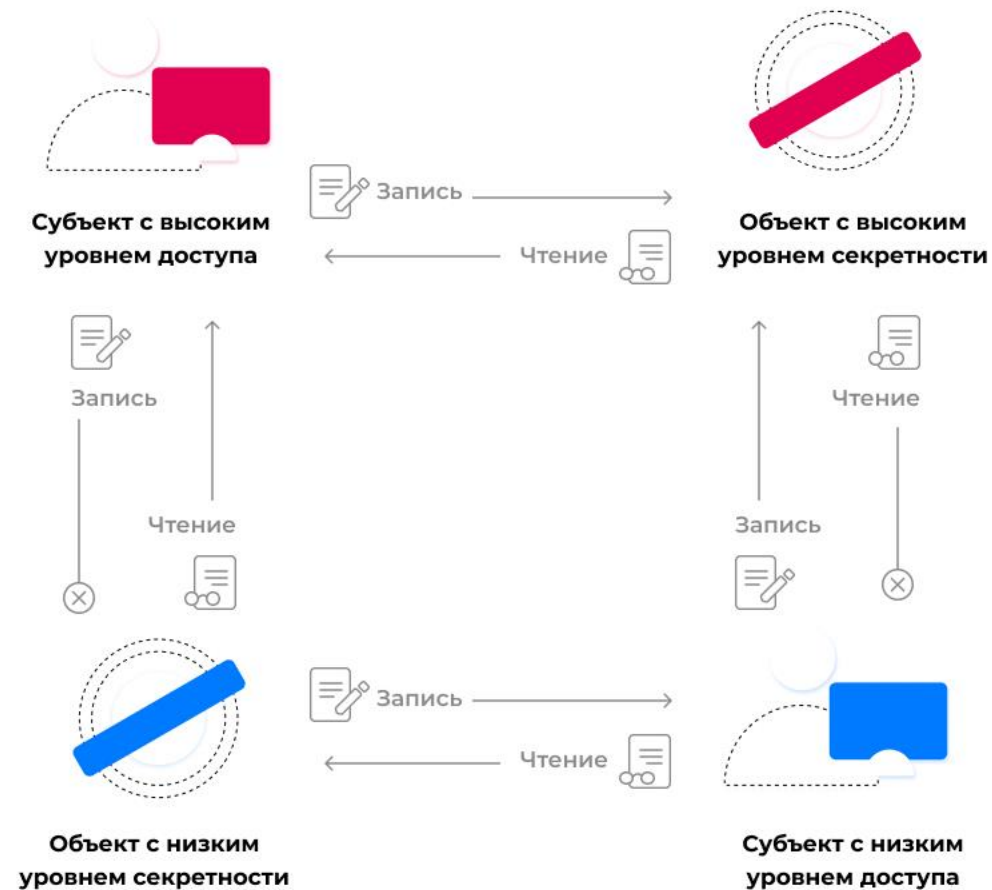 Субъект с высоким
уровнем доступа
Запись
Чтение
Объект с высоким
уровнем секретности
Запись
Чтение
Чтение
Запись
Запись
Чтение
Объект с низким
уровнем секретности
Субъект с низким
уровнем доступа